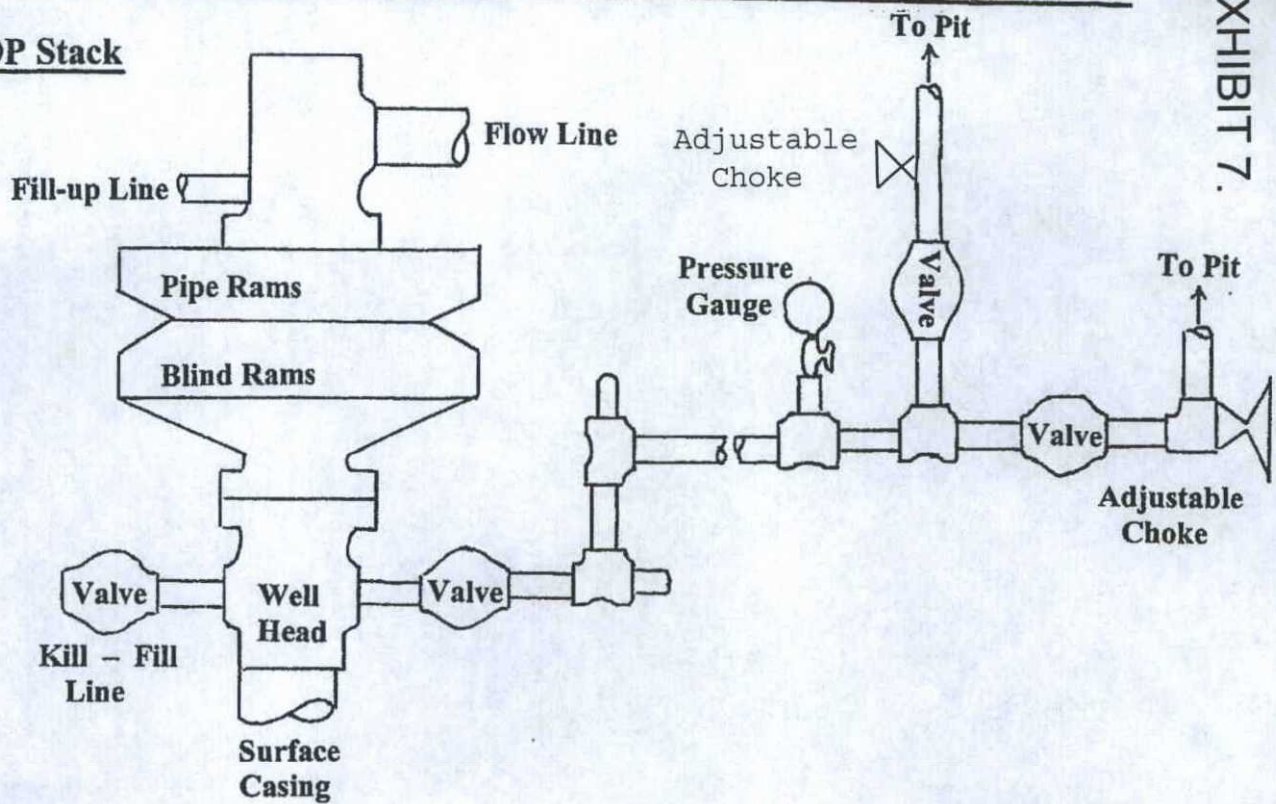 OP Stack
XHIBIT 7.
To Pit
Flow Line
Adjustable
Choke
Fill-up Line
Pipe Rams
Pressure
Gauge
Valve
To Pit
Blind Rams
Valve
Adjustable
Choke
Valve
Well
Head
Valve
Kill – Fill
Line
Surface
Casing